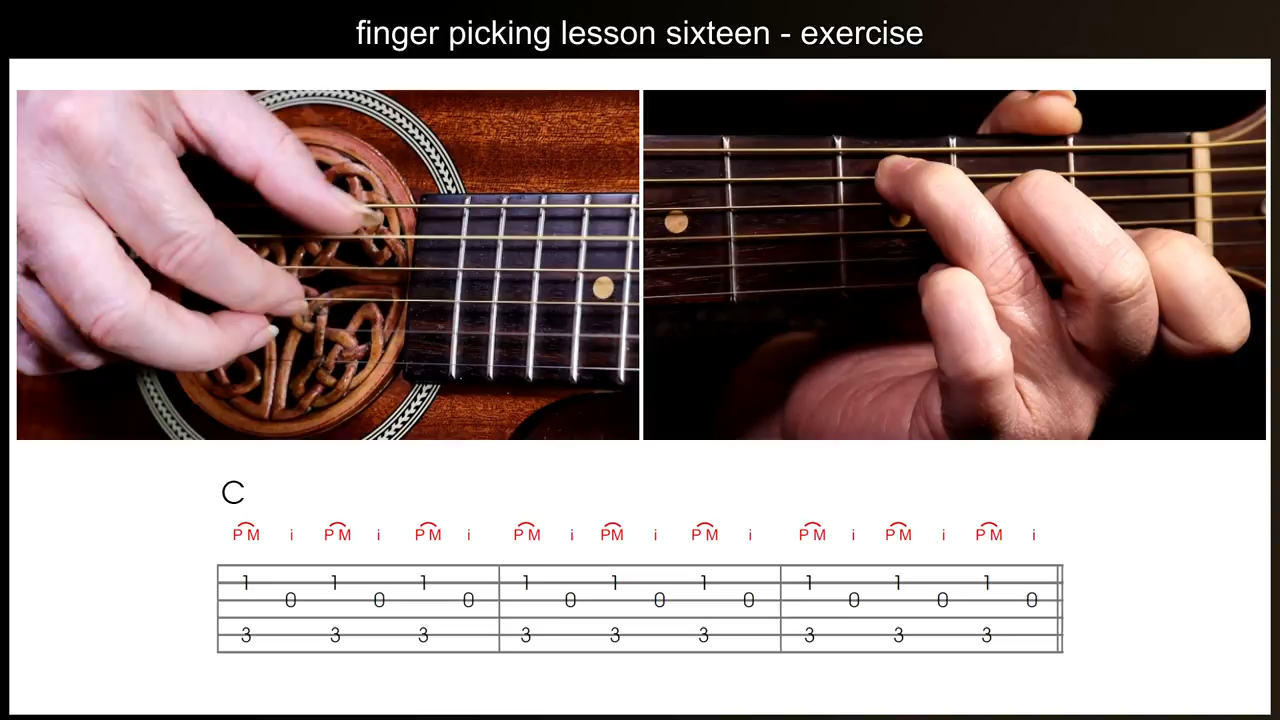 finger picking lesson sixteen - exercise
C
PM i PM i PM i PM i PM i PM i PM i PM i PM i
1 1 1 1 1 1 1 1 1
0 0 0 0 0 0 0 0 0
3 3 3 3 3 3 3 3 3